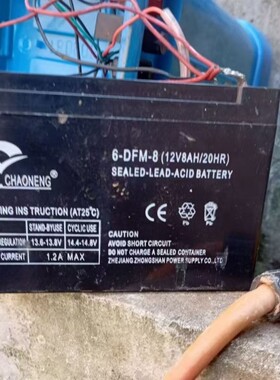 6-DFM-8 (12V8AH/20HR)
SEALED-LEAD-ACID BATTERY
CHAONENG®
ING INS TRUCTION (AT25℃)
STAND-BYUSE CYCLIC USE
REGULATION 13.6-13.8V 14.4-14.8V
CURRENT 1.2A MAX
CAUTION
AVOID SHORT CIRCUIT
DO NOT CHARGE A SEALED CONTAINER
ZHEJIANG ZHONGSHAN POWER SUPPLY CO.,LTD
Pb